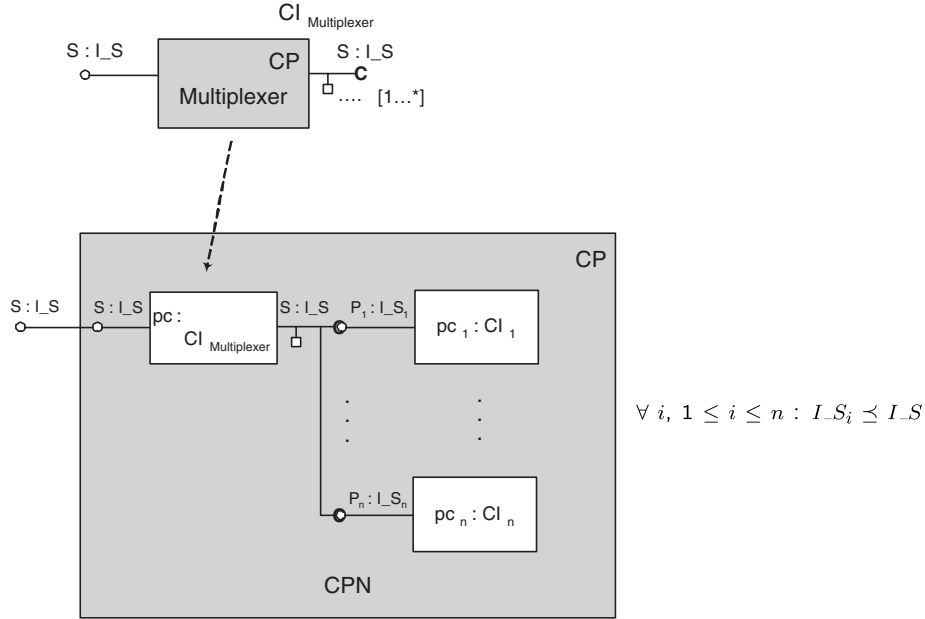 CI Multiplexer
S : I_S
CP
S : I_S
Multiplexer
.... [1...*]
CP
S : I_S
S : I_S
pc :
CI Multiplexer
S : I_S
P1 : I_S1
pc 1 : CI 1
∀ i, 1 ≤ i ≤ n : I_Si ⪯ I_S
Pn : I_Sn
pc n : CI n
CPN